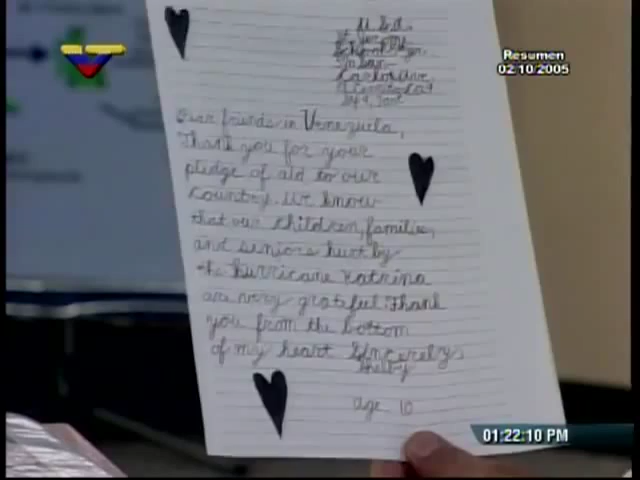 Resumen
02/10/2005
Dear friends in Venezuela,
Thank you for your
pledge of aid to our
country. We know
that our children, families,
and seniors hurt by
the hurricane Katrina
are very grateful Thank
you from the bottom
of my heart Sincerely,
Shelby
age 10
01:22:10 PM